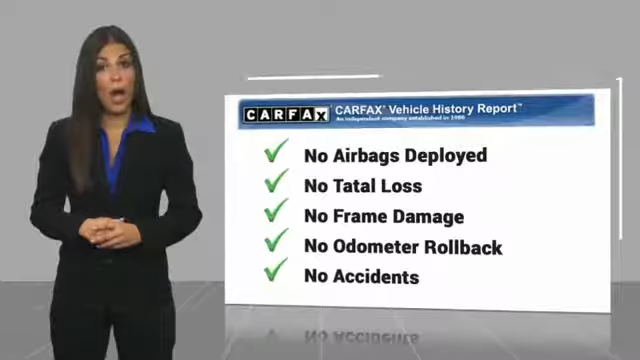 CARFAX CARFAX® Vehicle History Report™
An independent company established in 1986
No Airbags Deployed
No Tatal Loss
No Frame Damage
No Odometer Rollback
No Accidents